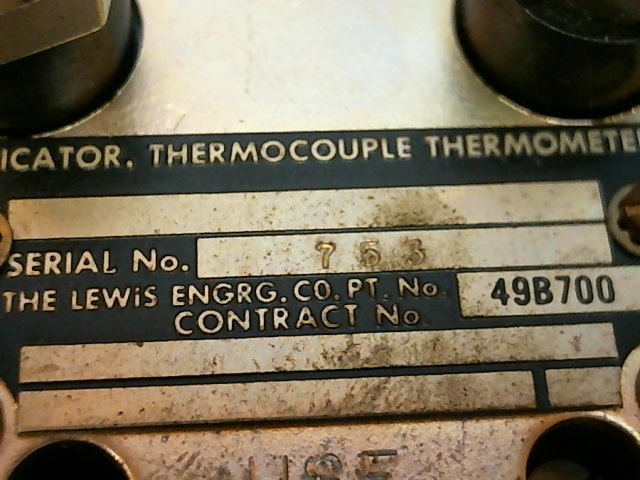 ICATOR, THERMOCOUPLE THERMOMETE
SERIAL No. 753
THE LEWiS ENGRG. CO. PT. No. 49B700
CONTRACT No